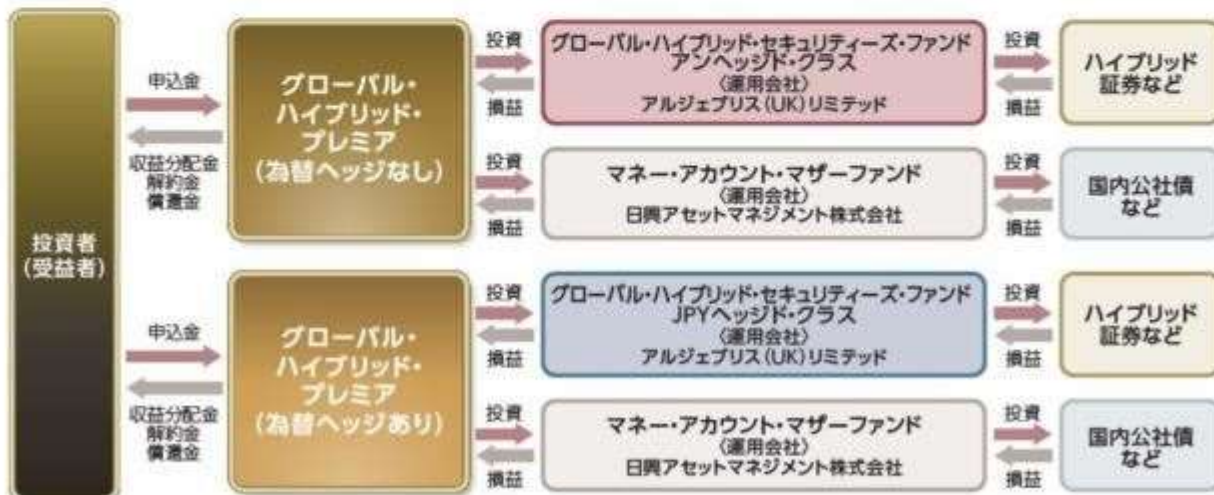 投資者
(受益者)
申込金
収益分配金
解約金
償還金
グローバル・
ハイブリッド・
プレミア
(為替ヘッジなし)
投資
損益
グローバル・ハイブリッド・セキュリティーズ・ファンド
アンヘッジド・クラス
〈運用会社〉
アルジェブリス(UK)リミテッド
投資
損益
ハイブリッド
証券など
投資
損益
マネー・アカウント・マザーファンド
〈運用会社〉
日興アセットマネジメント株式会社
投資
損益
国内公社債
など
申込金
収益分配金
解約金
償還金
グローバル・
ハイブリッド・
プレミア
(為替ヘッジあり)
投資
損益
グローバル・ハイブリッド・セキュリティーズ・ファンド
JPYヘッジド・クラス
〈運用会社〉
アルジェブリス(UK)リミテッド
投資
損益
ハイブリッド
証券など
投資
損益
マネー・アカウント・マザーファンド
〈運用会社〉
日興アセットマネジメント株式会社
投資
損益
国内公社債
など